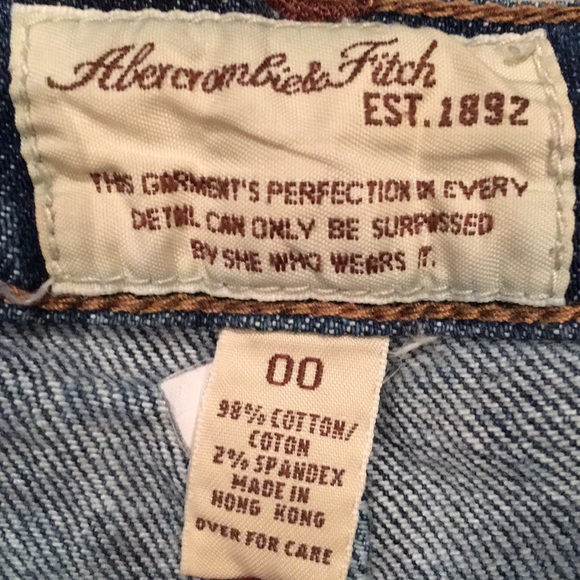 Abercrombie & Fitch
EST. 1892
THIS GARMENT'S PERFECTION IN EVERY
DETAIL CAN ONLY BE SURPASSED
BY SHE WHO WEARS IT.
00
98% COTTON/
COTON
2% SPANDEX
MADE IN
HONG KONG
OVER FOR CARE